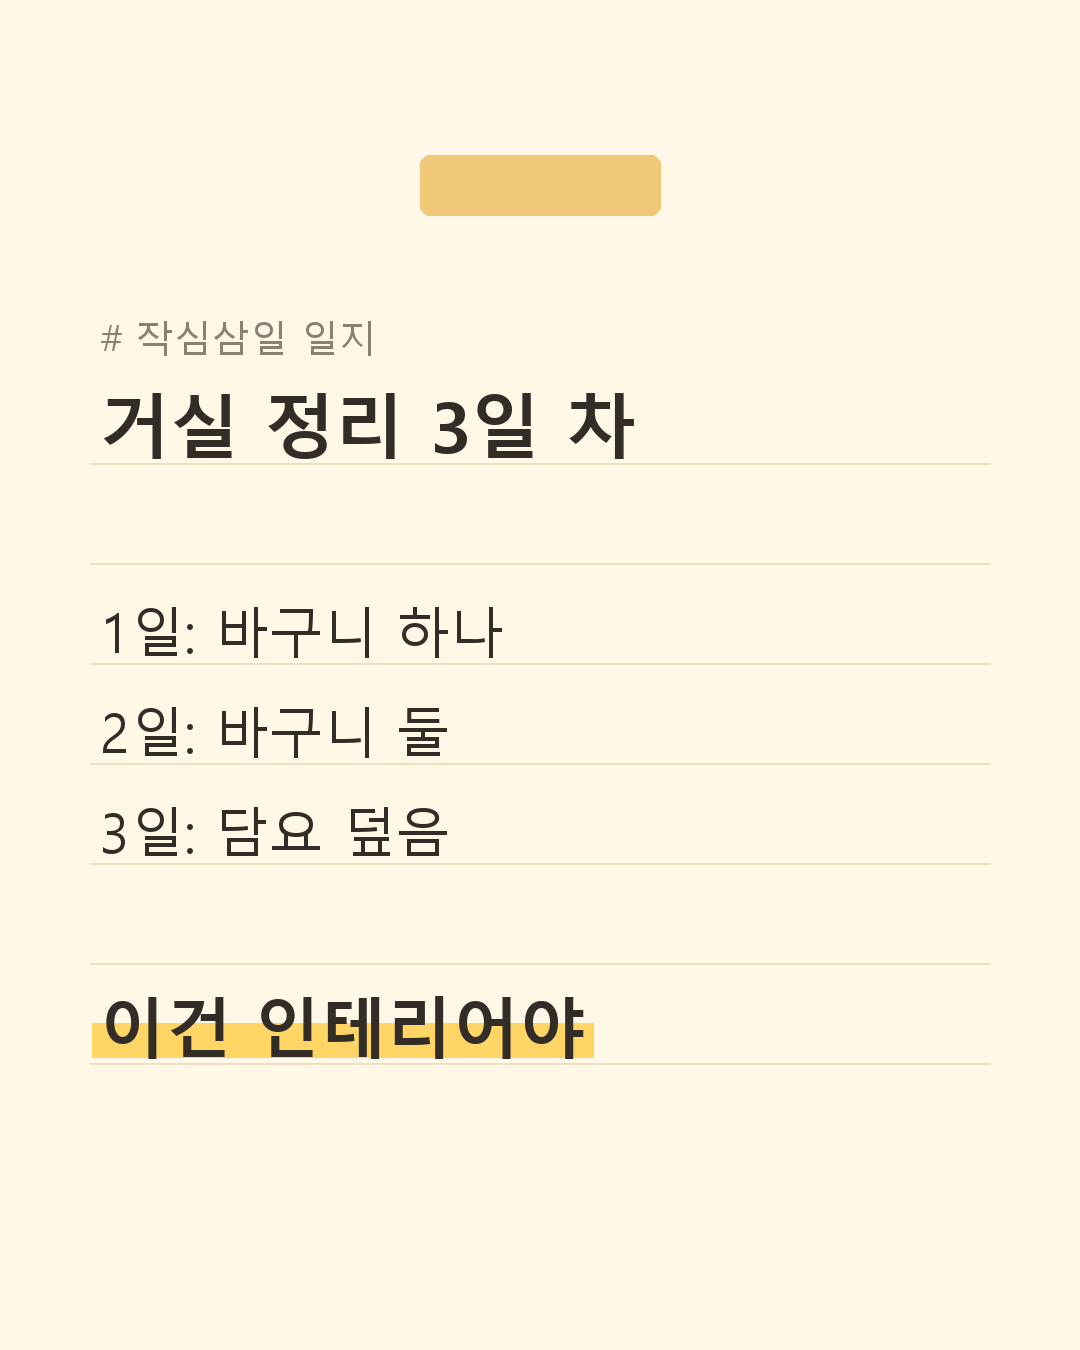 # 작심삼일 일지
거실 정리 3일 차
1일: 바구니 하나
2일: 바구니 둘
3일: 담요 덮음
이건 인테리어야